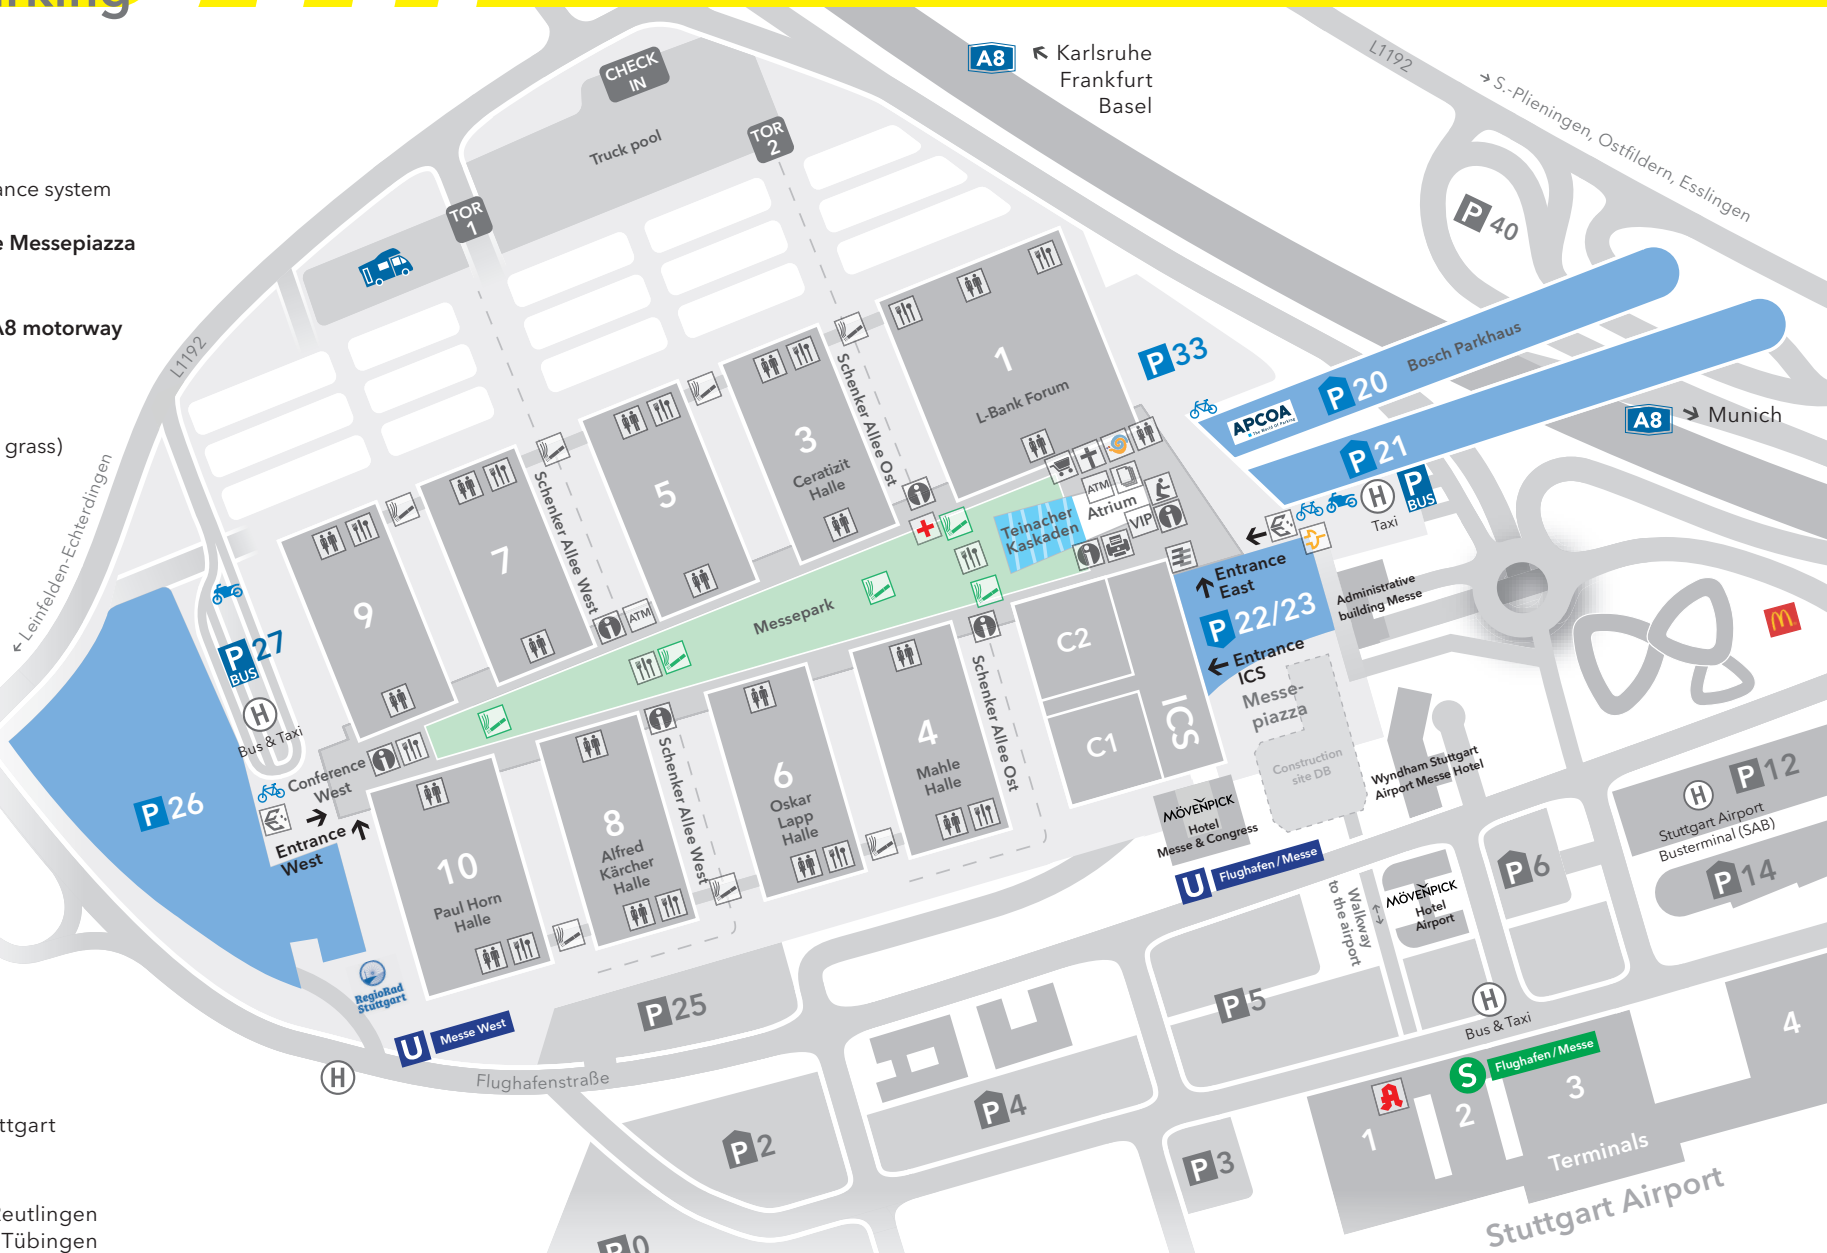 arking
ance system
e Messepiazza
A8 motorway
grass)
ttgart
Reutlingen
Tübingen
CHECK
IN
Truck pool
TOR
1
TOR
2
A8
Karlsruhe
Frankfurt
Basel
L1192
S.-Plieningen, Ostfildern, Esslingen
P 40
L1192
Leinfelden-Echterdingen
P 33
Bosch Parkhaus
P 20
APCOA
P 21
A8
Munich
1
L-Bank Forum
3
Ceratizit
Halle
5
7
9
Schenker Allee Ost
Schenker Allee West
ATM
Messepark
Teinacher
Kaskaden
ATM
Atrium
VIP
H
Taxi
P
BUS
Entrance
East
P 22/23
Entrance
ICS
Messe-
piazza
Administrative
building Messe
Construction
site DB
Wyndham Stuttgart
Airport Messe Hotel
C2
C1
ICS
P
BUS
27
H
Bus & Taxi
P 26
Conference
West
Entrance
West
10
Paul Horn
Halle
8
Alfred
Kärcher
Halle
6
Oskar
Lapp
Halle
4
Mahle
Halle
Schenker Allee West
Schenker Allee Ost
MÖVENPICK
Hotel
Messe & Congress
U
Flughafen / Messe
Walkway
to the airport
MÖVENPICK
Hotel
Airport
P 6
H
P 12
Stuttgart Airport
Busterminal (SAB)
P 14
RegioRad
Stuttgart
U
Messe West
H
Flughafenstraße
P 25
P 5
H
Bus & Taxi
S
Flughafen / Messe
P 4
P 2
P 3
P 0
1
2
3
4
Terminals
Stuttgart Airport